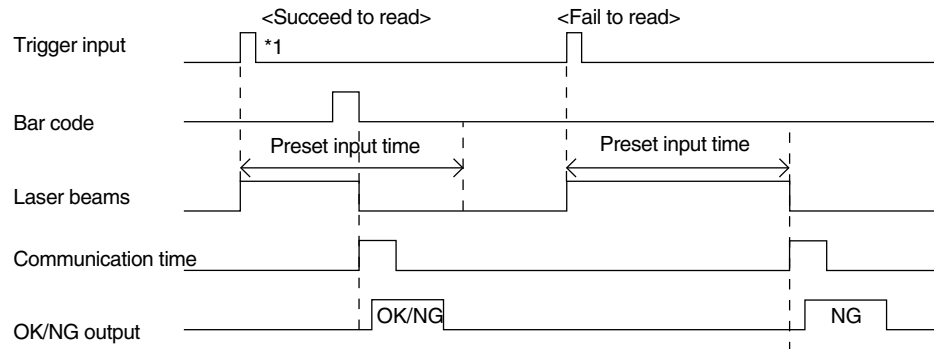 <Succeed to read>
<Fail to read>
Trigger input
*1
Bar code
Preset input time
Preset input time
Laser beams
Communication time
OK/NG output
OK/NG
NG